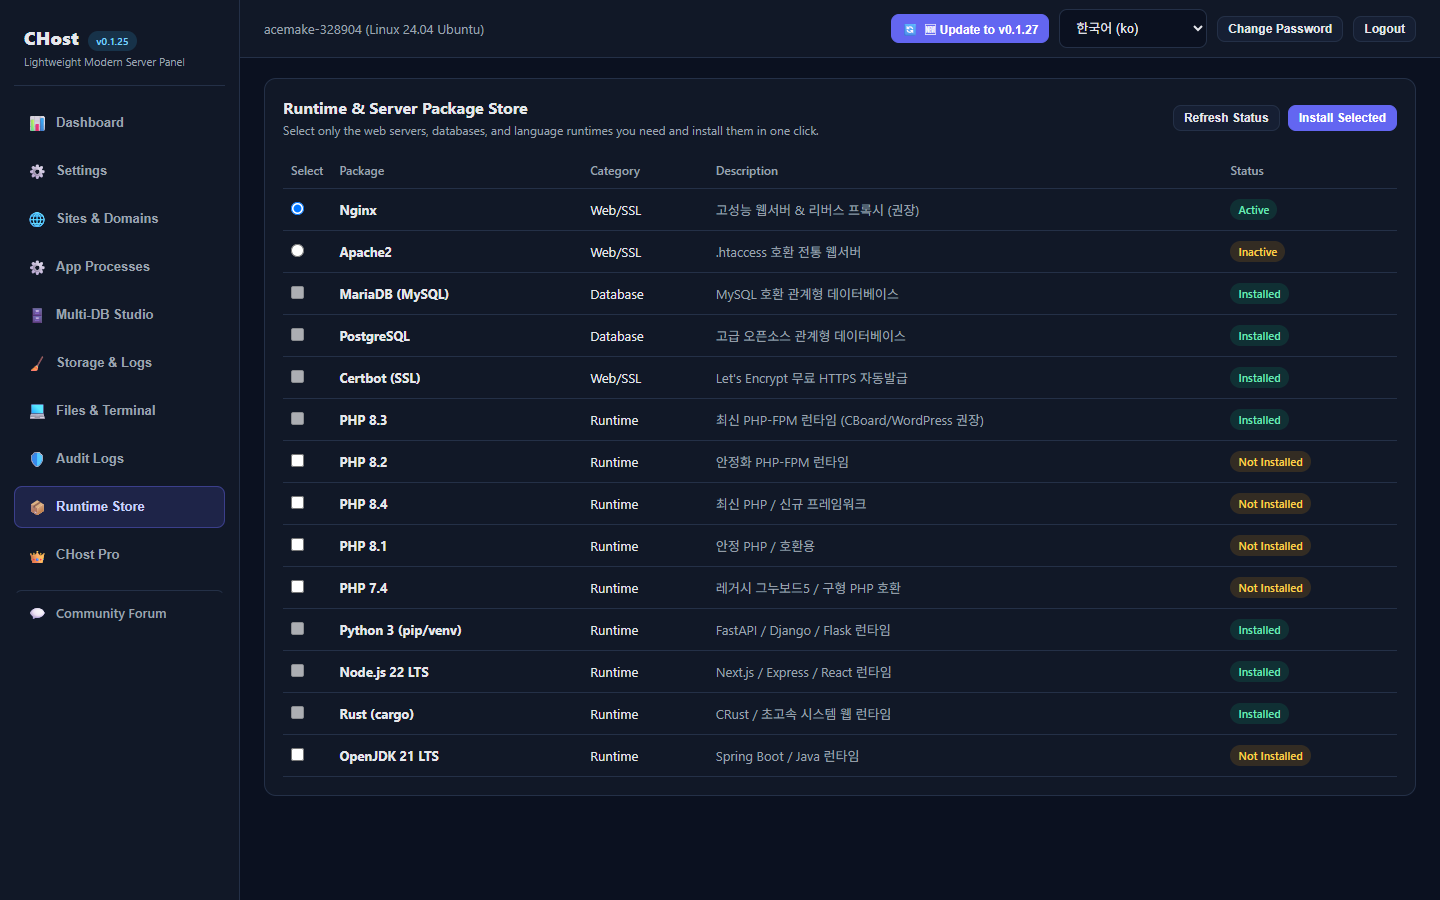 CHost v0.1.25
Lightweight Modern Server Panel
Dashboard
Settings
Sites & Domains
App Processes
Multi-DB Studio
Storage & Logs
Files & Terminal
Audit Logs
Runtime Store
CHost Pro
Community Forum
acemake-328904 (Linux 24.04 Ubuntu)
🔄 🆕 Update to v0.1.27
한국어 (ko)
Change Password
Logout
Runtime & Server Package Store
Select only the web servers, databases, and language runtimes you need and install them in one click.
Refresh Status
Install Selected
Select Package Category Description Status
Nginx Web/SSL 고성능 웹서버 & 리버스 프록시 (권장) Active
Apache2 Web/SSL .htaccess 호환 전통 웹서버 Inactive
MariaDB (MySQL) Database MySQL 호환 관계형 데이터베이스 Installed
PostgreSQL Database 고급 오픈소스 관계형 데이터베이스 Installed
Certbot (SSL) Web/SSL Let's Encrypt 무료 HTTPS 자동발급 Installed
PHP 8.3 Runtime 최신 PHP-FPM 런타임 (CBoard/WordPress 권장) Installed
PHP 8.2 Runtime 안정화 PHP-FPM 런타임 Not Installed
PHP 8.4 Runtime 최신 PHP / 신규 프레임워크 Not Installed
PHP 8.1 Runtime 안정 PHP / 호환용 Not Installed
PHP 7.4 Runtime 레거시 그누보드5 / 구형 PHP 호환 Not Installed
Python 3 (pip/venv) Runtime FastAPI / Django / Flask 런타임 Installed
Node.js 22 LTS Runtime Next.js / Express / React 런타임 Installed
Rust (cargo) Runtime CRust / 초고속 시스템 웹 런타임 Installed
OpenJDK 21 LTS Runtime Spring Boot / Java 런타임 Not Installed